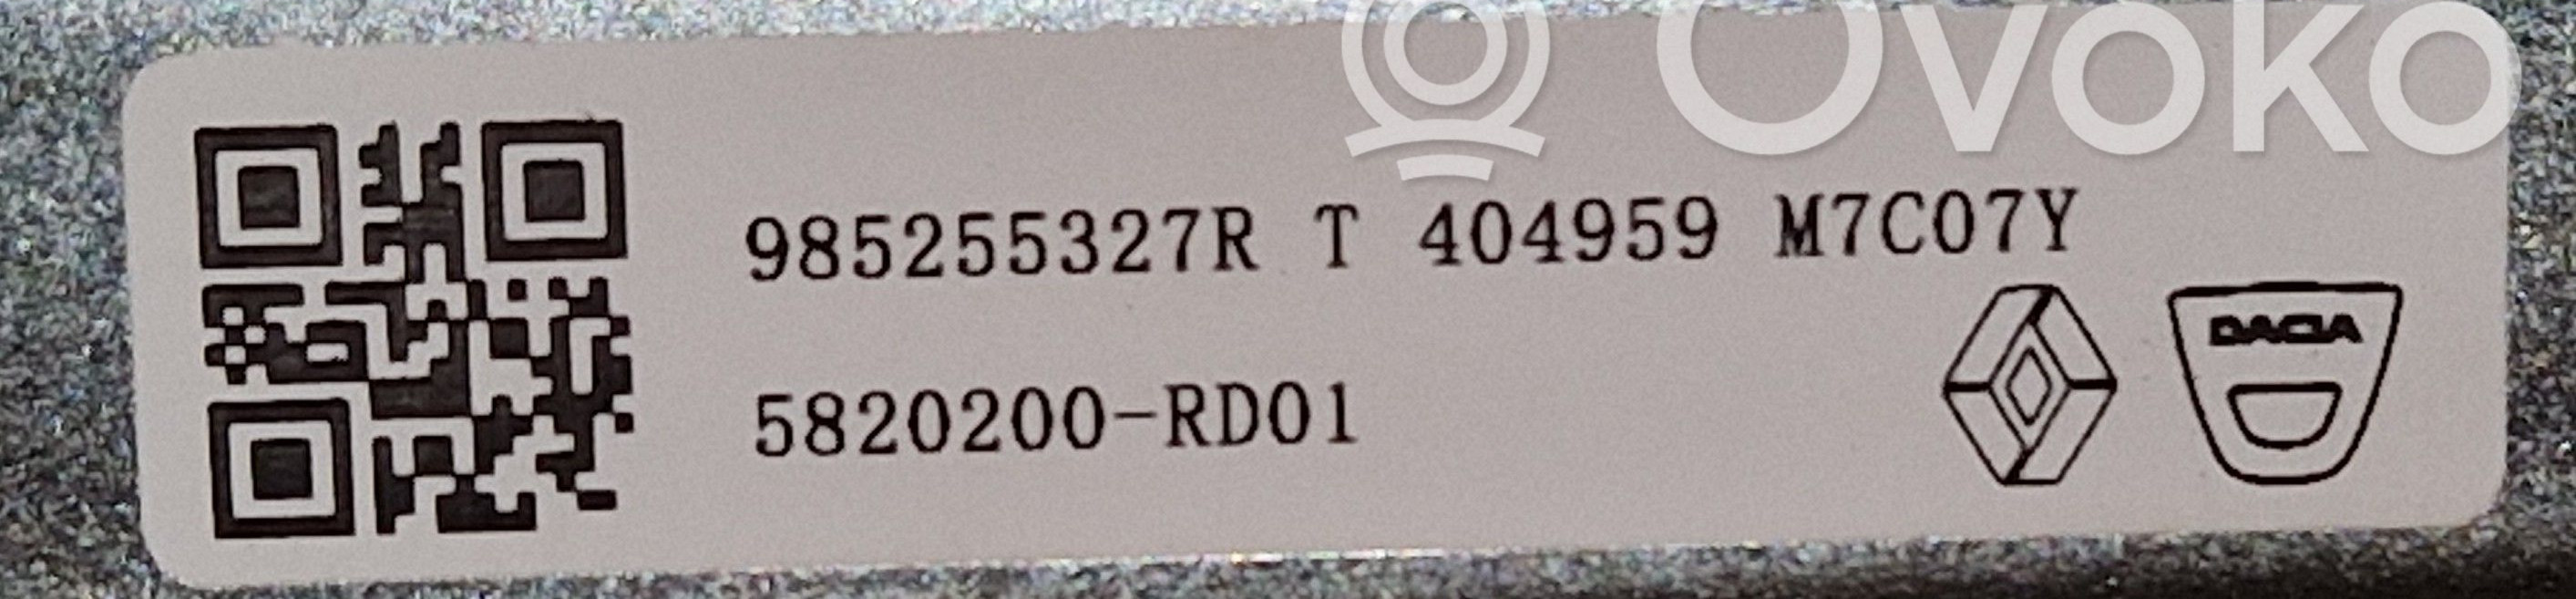 Ovoko
985255327R T 404959 M7C07Y
DACIA
5820200-RD01